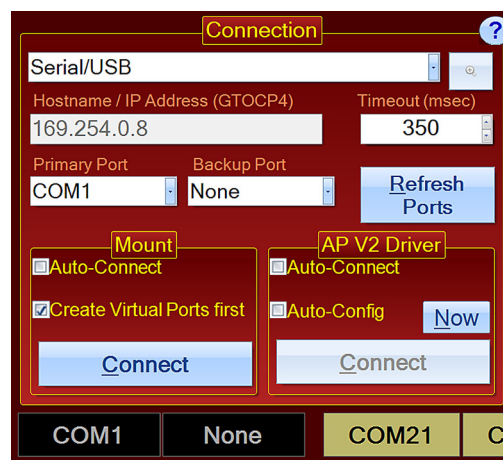 Connection
?
Serial/USB
Hostname / IP Address (GTOCP4) Timeout (msec)
169.254.0.8 350
Primary Port Backup Port
COM1 None Refresh
Ports
Mount AP V2 Driver
Auto-Connect Auto-Connect
Create Virtual Ports first Auto-Config Now
Connect Connect
COM1 None COM21 C